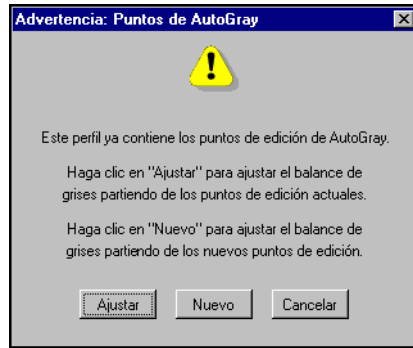 Advertencia: Puntos de AutoGray
Este perfil ya contiene los puntos de edición de AutoGray.
Haga clic en "Ajustar" para ajustar el balance de
grises partiendo de los puntos de edición actuales.
Haga clic en "Nuevo" para ajustar el balance de
grises partiendo de los nuevos puntos de edición.
Ajustar Nuevo Cancelar